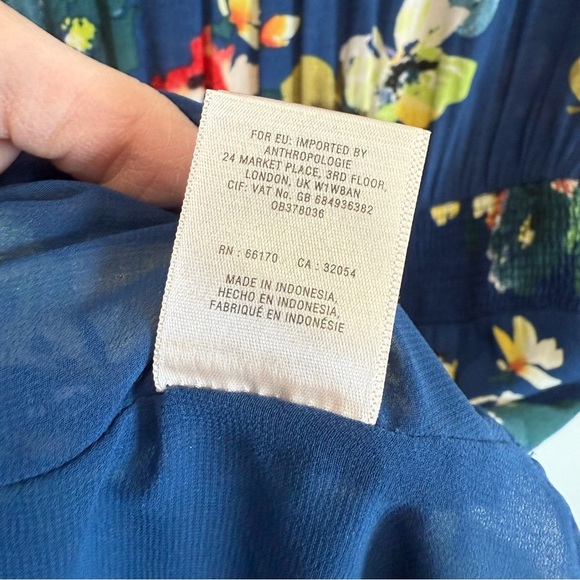 FOR EU: IMPORTED BY
ANTHROPOLOGIE
24 MARKET PLACE, 3RD FLOOR,
LONDON, UK W1W8AN
CIF: VAT No. GB 684936382
OB378036
RN : 66170 CA : 32054
MADE IN INDONESIA,
HECHO EN INDONESIA,
FABRIQUÉ EN INDONÉSIE